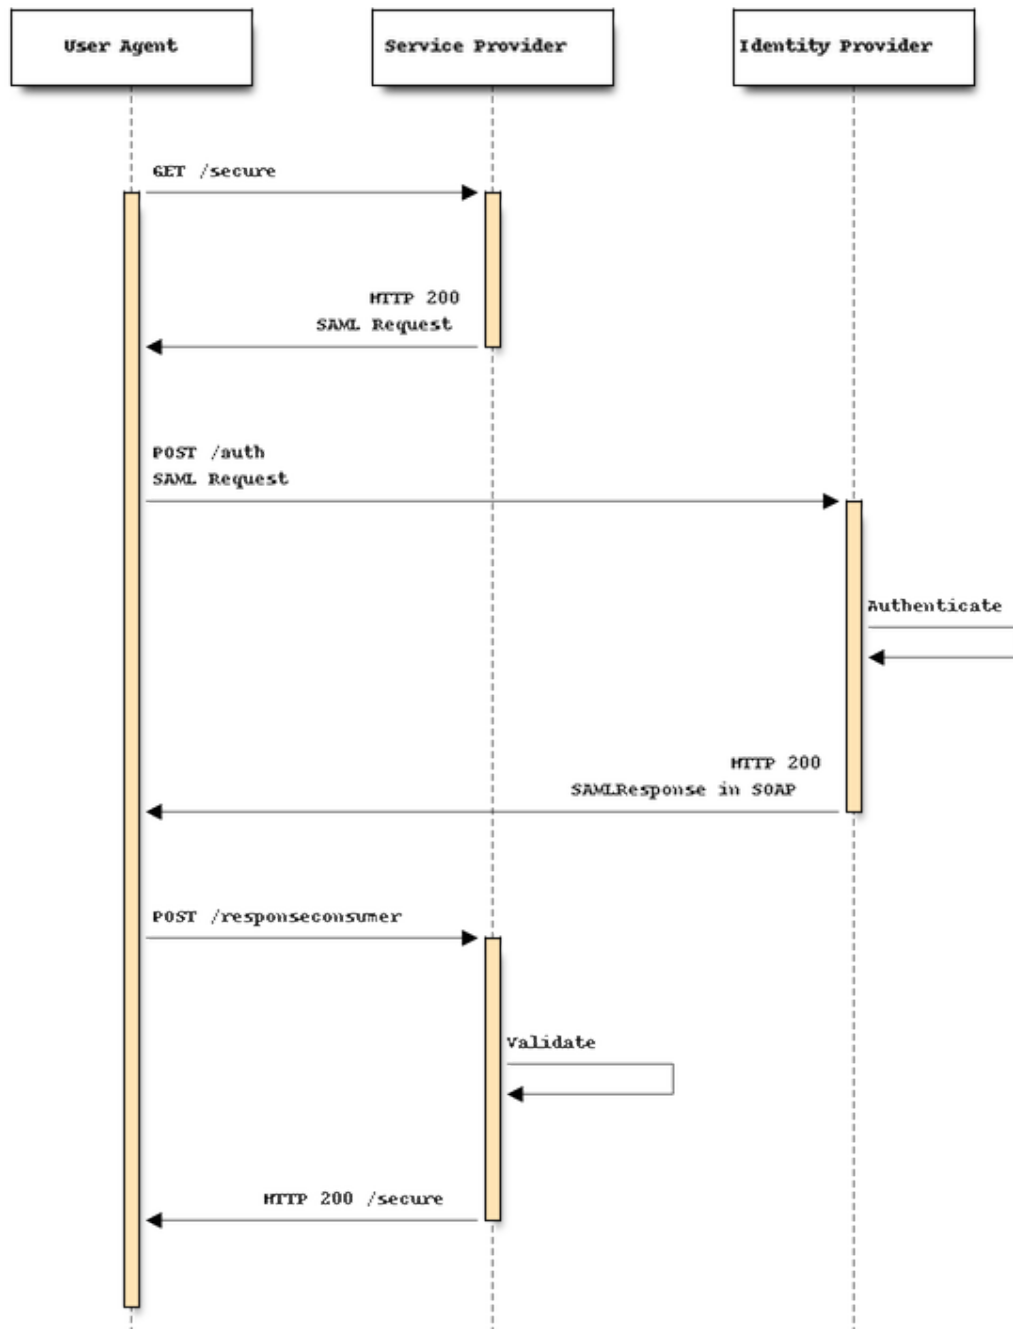 User Agent
Service Provider
Identity Provider
GET /secure
HTTP 200
SAML Request
POST /auth
SAML Request
Authenticate
HTTP 200
SAMLResponse in SOAP
POST /responseconsumer
Validate
HTTP 200 /secure